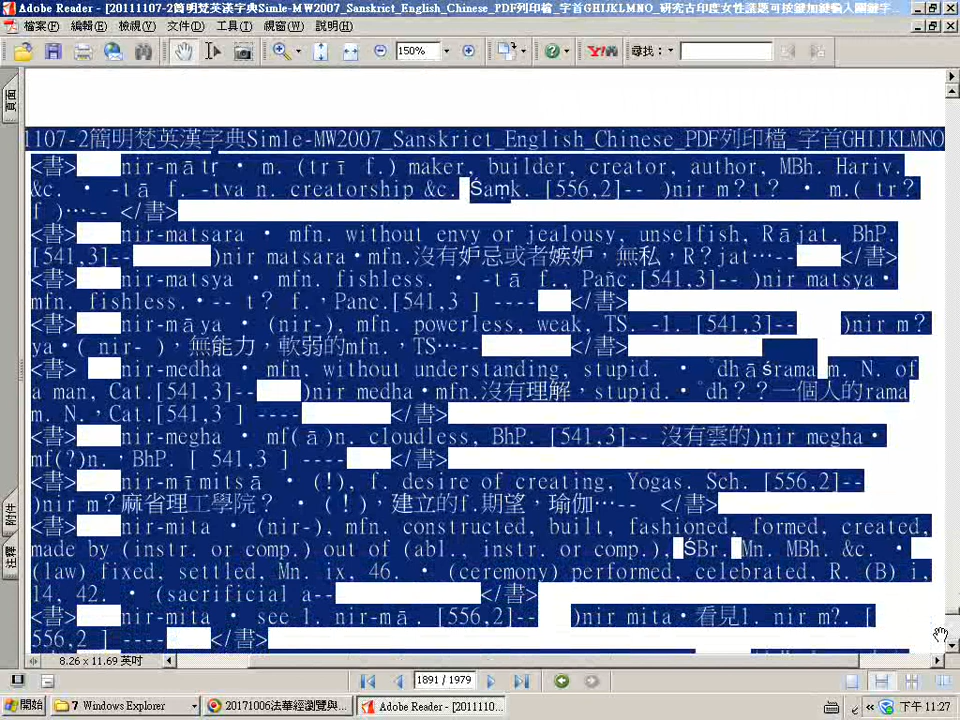 Adobe Reader - [20111107-2簡明梵英漢字典Simle-MW2007_Sanskrict_English_Chinese_PDF列印檔_字首GHIJKLMNO_研究古印度女性話題可按鍵加鍵輸入關鍵字...
檔案(F) 編輯(E) 檢視(V) 文件(D) 工具(T) 視窗(W) 說明(H)
150% 尋找：
頁面
1107-2簡明梵英漢字典Simle-MW2007_Sanskrict_English_Chinese_PDF列印檔_字首GHIJKLMNO
<書> nir-mātṛ • m. (trī f.) maker, builder, creator, author, MBh. Hariv.
&c. • -tā f. -tva n. creatorship &c. Śaṃk. [556,2]-- )nir m？t？ • m.( tr？
f )…-- </書>
<書> nir-matsara • mfn. without envy or jealousy, unselfish, Rājat. BhP.
[541,3]-- )nir matsara•mfn.沒有妒忌或者嫉妒，無私，R？jat…-- </書>
<書> nir-matsya • mfn. fishless. • -tā f., Pañc.[541,3]-- )nir matsya•
mfn. fishless.•-- t？ f.，Panc.[541,3 ] ---- </書>
<書> nir-māya • (nir-), mfn. powerless, weak, TS. -1. [541,3]-- )nir m？
ya•( nir- )，無能力，軟弱的mfn.，TS…-- </書>
<書> nir-medha • mfn. without understanding, stupid. • ゜dhāśrama m. N. of
a man, Cat.[541,3]-- )nir medha•mfn.沒有理解，stupid.•゜dh？？一個人的rama
m. N.，Cat.[541,3 ] ---- </書>
<書> nir-megha • mf(ā)n. cloudless, BhP. [541,3]-- 沒有雲的)nir megha•
mf(?)n.，BhP. [ 541,3 ] ---- </書>
<書> nir-mīmitsā • (!), f. desire of creating, Yogas. Sch. [556,2]--
)nir m？麻省理工學院？ •(！)，建立的f.期望，瑜伽…-- </書>
<書> nir-mita • (nir-), mfn. constructed, built, fashioned, formed, created,
made by (instr. or comp.) out of (abl., instr. or comp.), ŚBr. Mn. MBh. &c. •
(law) fixed, settled, Mn. ix, 46. • (ceremony) performed, celebrated, R. (B) i,
14, 42. • (sacrificial a-- </書>
<書> nir-mita • see 1. nir-mā. [556,2]-- )nir mita•看見1. nir m?. [
556,2 ] ---- </書>
附件
註釋
8.26 x 11.69 英吋
1891 / 1979
開始 7 Windows Explorer 20171006法華經瀏覽與... Adobe Reader - [2011110... 下午 11:27